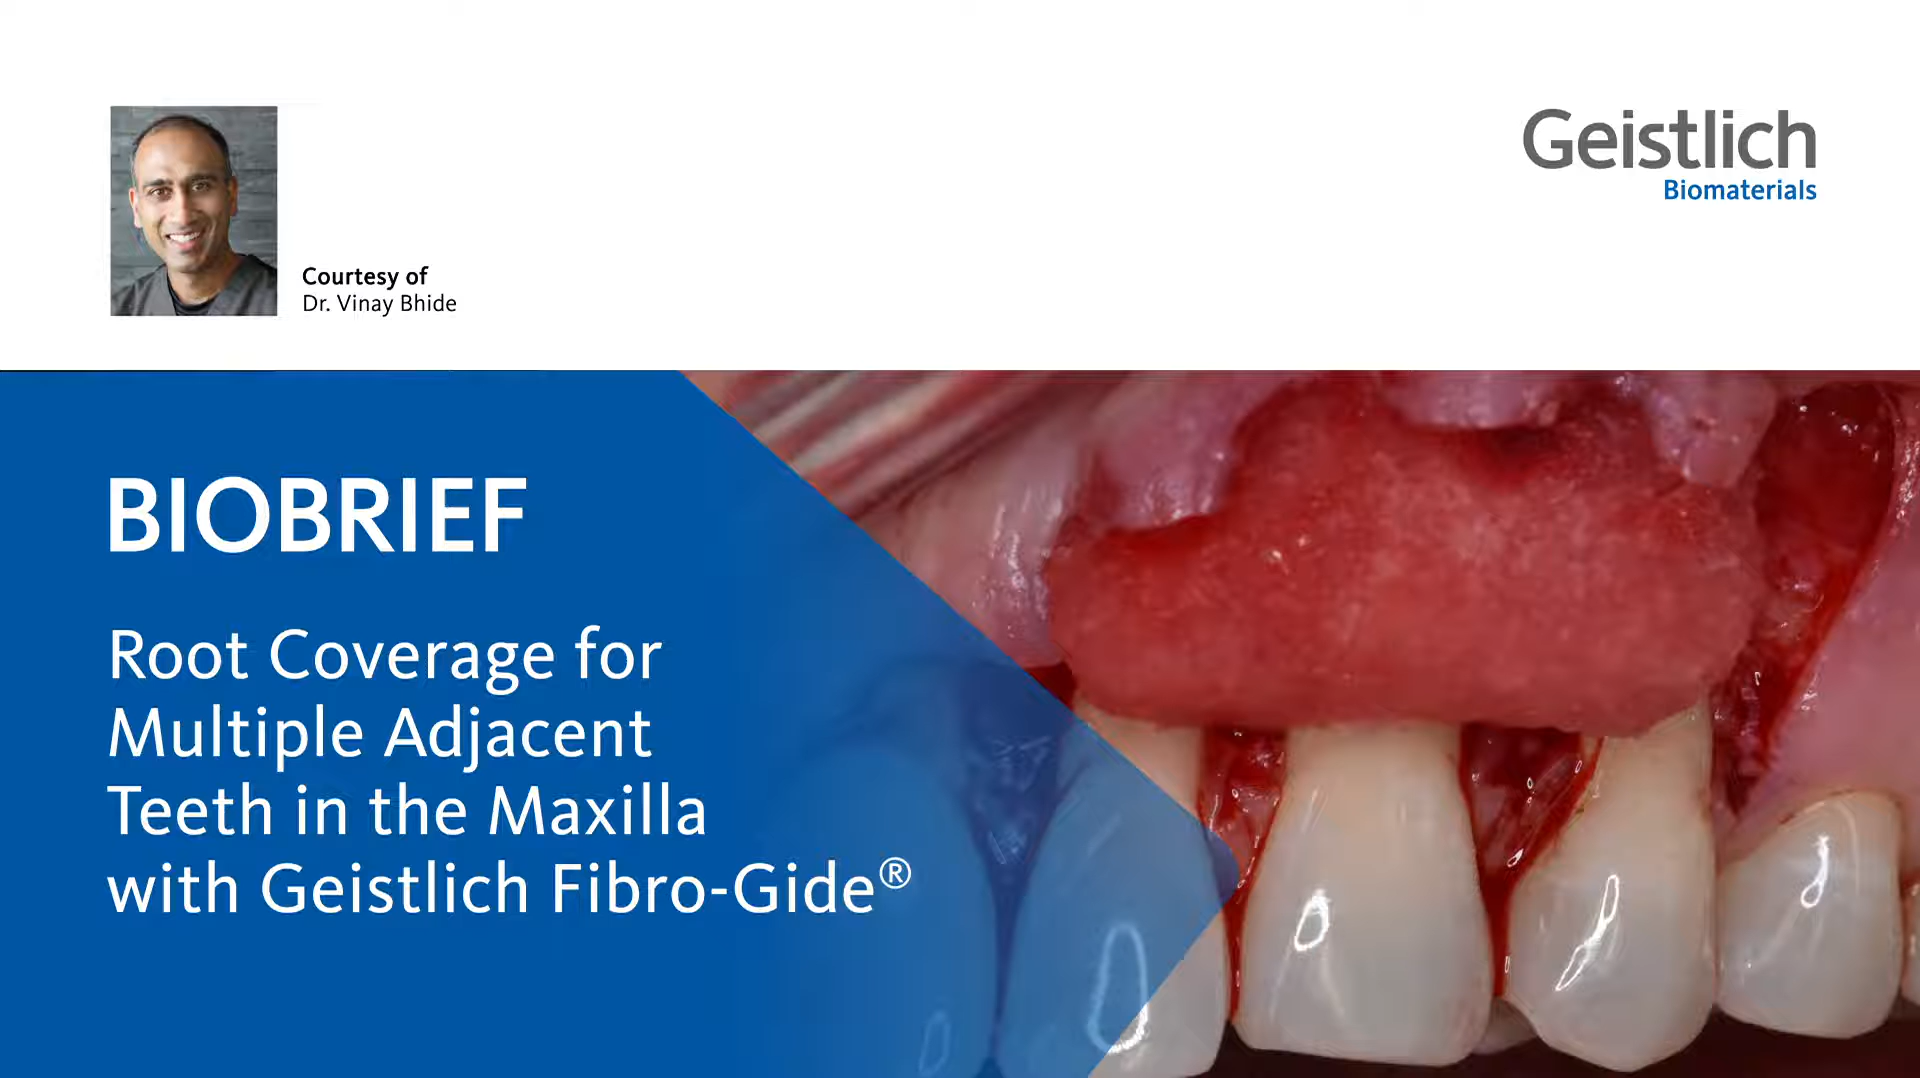 Geistlich
Biomaterials
Courtesy of
Dr. Vinay Bhide
BIOBRIEF
Root Coverage for
Multiple Adjacent
Teeth in the Maxilla
with Geistlich Fibro-Gide®